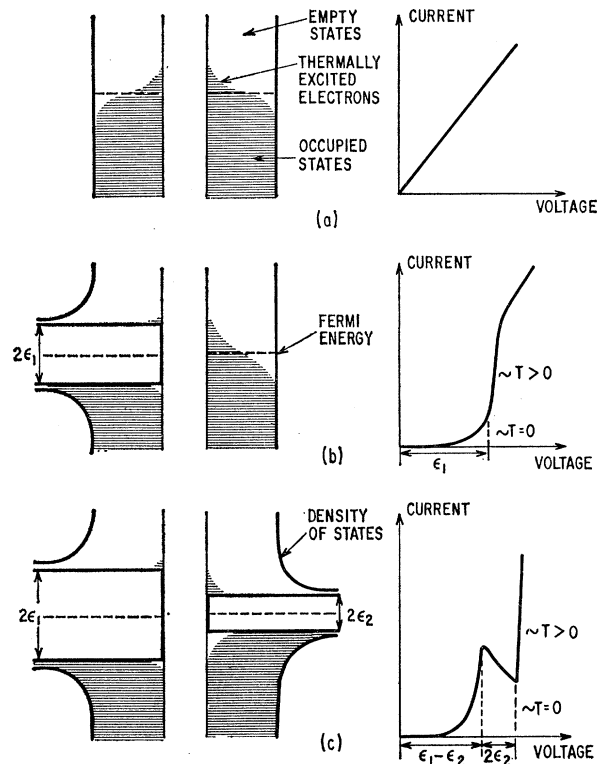 EMPTY
STATES
THERMALLY
EXCITED
ELECTRONS
OCCUPIED
STATES
CURRENT
VOLTAGE
(a)
2ϵ₁
FERMI
ENERGY
CURRENT
~T>0
~T=0
ϵ₁
VOLTAGE
(b)
2ϵ
DENSITY
OF STATES
2ϵ₂
CURRENT
~T>0
~T=0
ϵ₁-ϵ₂
2ϵ₂
VOLTAGE
(c)